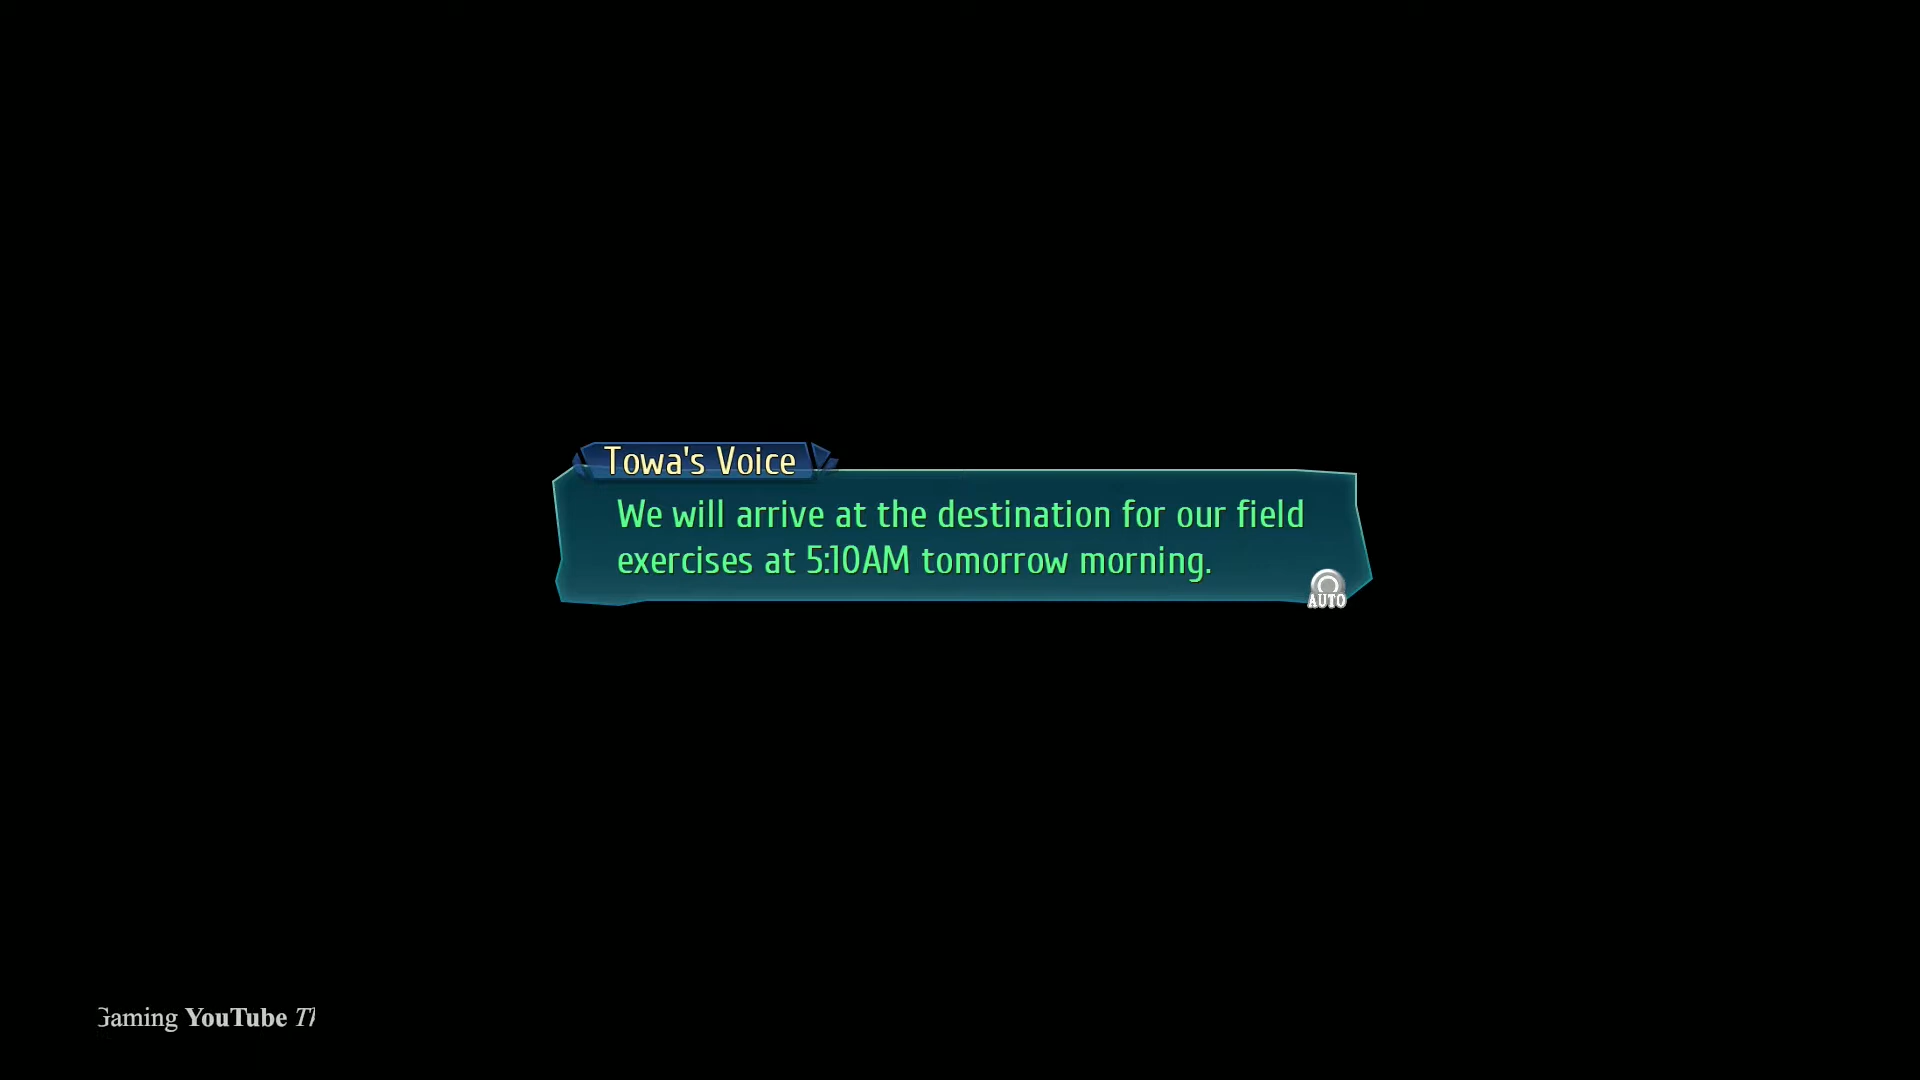 Towa's Voice
We will arrive at the destination for our field
exercises at 5:10AM tomorrow morning.
AUTO
Gaming YouTube